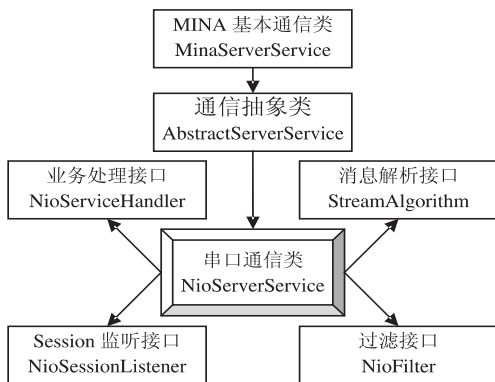 MINA 基本通信类
MinaServerService
通信抽象类
AbstractServerService
业务处理接口
NioServiceHandler
消息解析接口
StreamAlgorithm
串口通信类
NioServerService
Session 监听接口
NioSessionListener
过滤接口
NioFilter